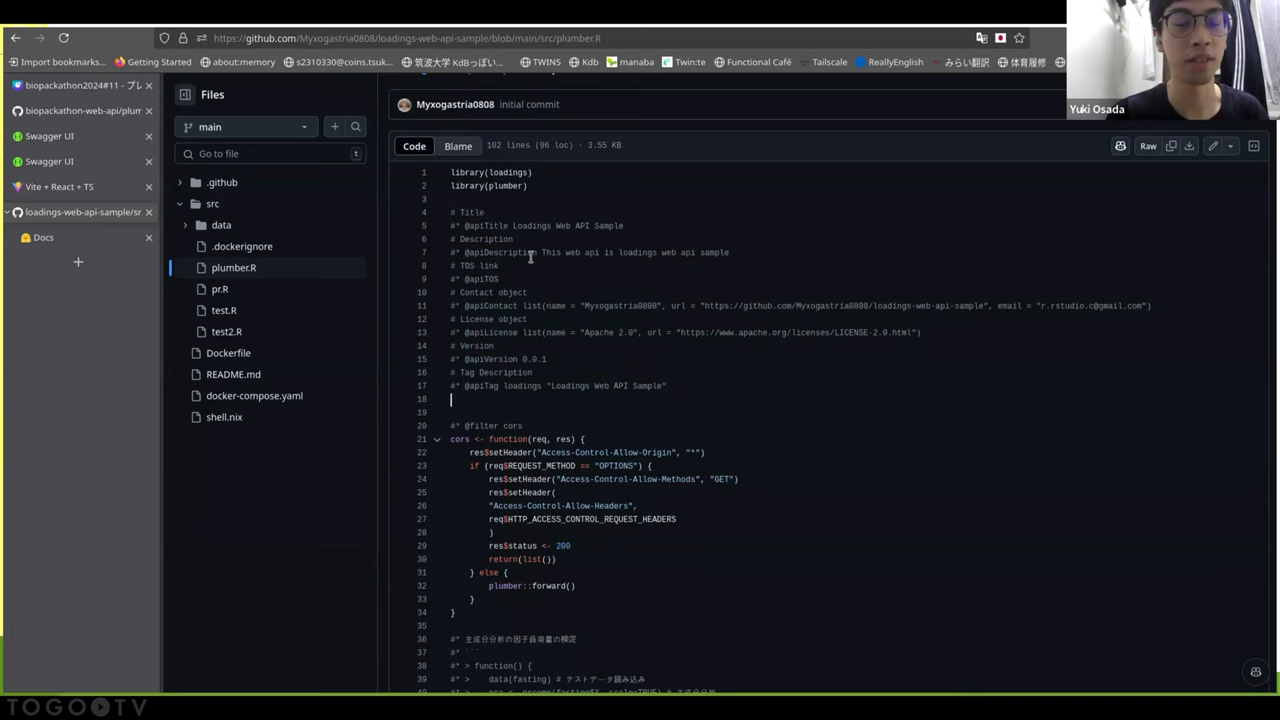 https://github.com/Myxogastria0808/loadings-web-api-sample/blob/main/src/plumber.R
Import bookmarks...
Getting Started
about:memory
s2310330@coins.tsuk...
筑波大学 KdBっぽい...
TWINS
Kdb
manaba
Twin:te
Functional Café
Tailscale
ReallyEnglish
みらい翻訳
体育履修
Yuki Osada
biopackathon2024#11 - プレ
biopackathon-web-api/plum
Swagger UI
Swagger UI
Vite + React + TS
loadings-web-api-sample/sr
Docs
Files
main
Go to file
t
.github
src
data
.dockerignore
plumber.R
pr.R
test.R
test2.R
Dockerfile
README.md
docker-compose.yaml
shell.nix
Myxogastria0808 initial commit
Code
Blame
102 lines (96 loc) · 3.55 KB
Raw
1 library(loadings)
2 library(plumber)
3
4 # Title
5 #* @apiTitle Loadings Web API Sample
6 # Description
7 #* @apiDescription This web api is loadings web api sample
8 # TOS link
9 #* @apiTOS
10 # Contact object
11 #* @apiContact list(name = "Myxogastria0808", url = "https://github.com/Myxogastria0808/loadings-web-api-sample", email = "r.rstudio.c@gmail.com")
12 # License object
13 #* @apiLicense list(name = "Apache 2.0", url = "https://www.apache.org/licenses/LICENSE-2.0.html")
14 # Version
15 #* @apiVersion 0.0.1
16 # Tag Description
17 #* @apiTag loadings "Loadings Web API Sample"
18
19
20 #* @filter cors
21 cors <- function(req, res) {
22 res$setHeader("Access-Control-Allow-Origin", "*")
23 if (req$REQUEST_METHOD == "OPTIONS") {
24 res$setHeader("Access-Control-Allow-Methods", "GET")
25 res$setHeader(
26 "Access-Control-Allow-Headers",
27 req$HTTP_ACCESS_CONTROL_REQUEST_HEADERS
28 )
29 res$status <- 200
30 return(list())
31 } else {
32 plumber::forward()
33 }
34 }
35
36 #* 主成分分析の因子負荷量の検定
37 #* ```
38 #* > function() {
39 #* > data(fasting) # テストデータ読み込み
40 #* > pca <- prcomp(fasting$X, scale=TRUE) # 主成分分析
TOGO TV